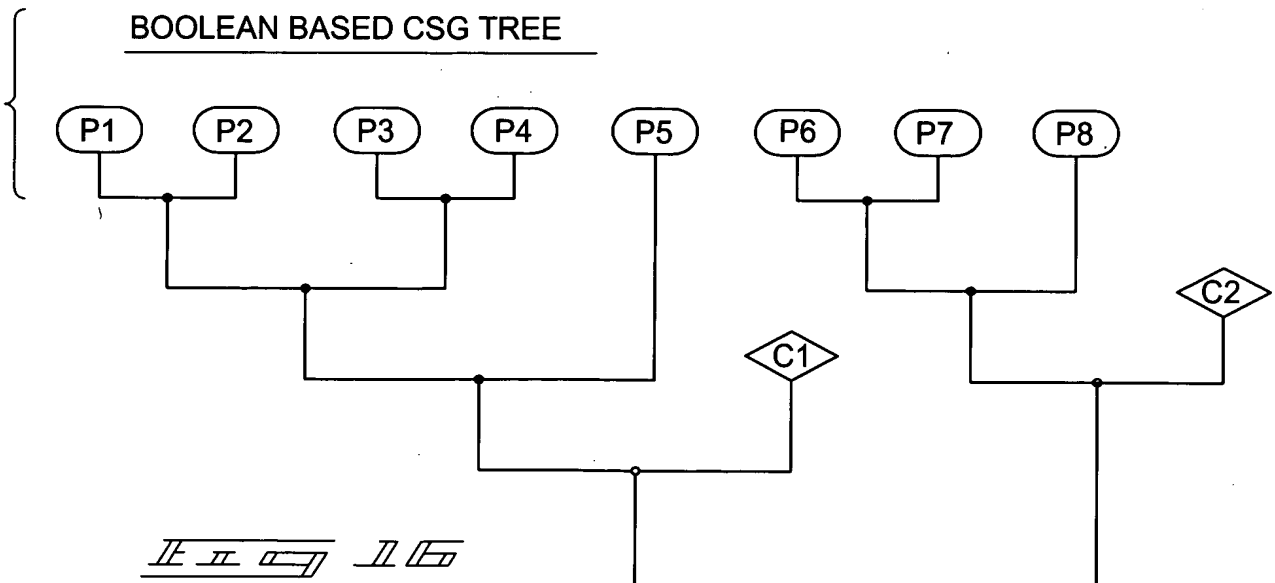 BOOLEAN BASED CSG TREE
P1 P2 P3 P4 P5 P6 P7 P8
C2
C1
Fig 16